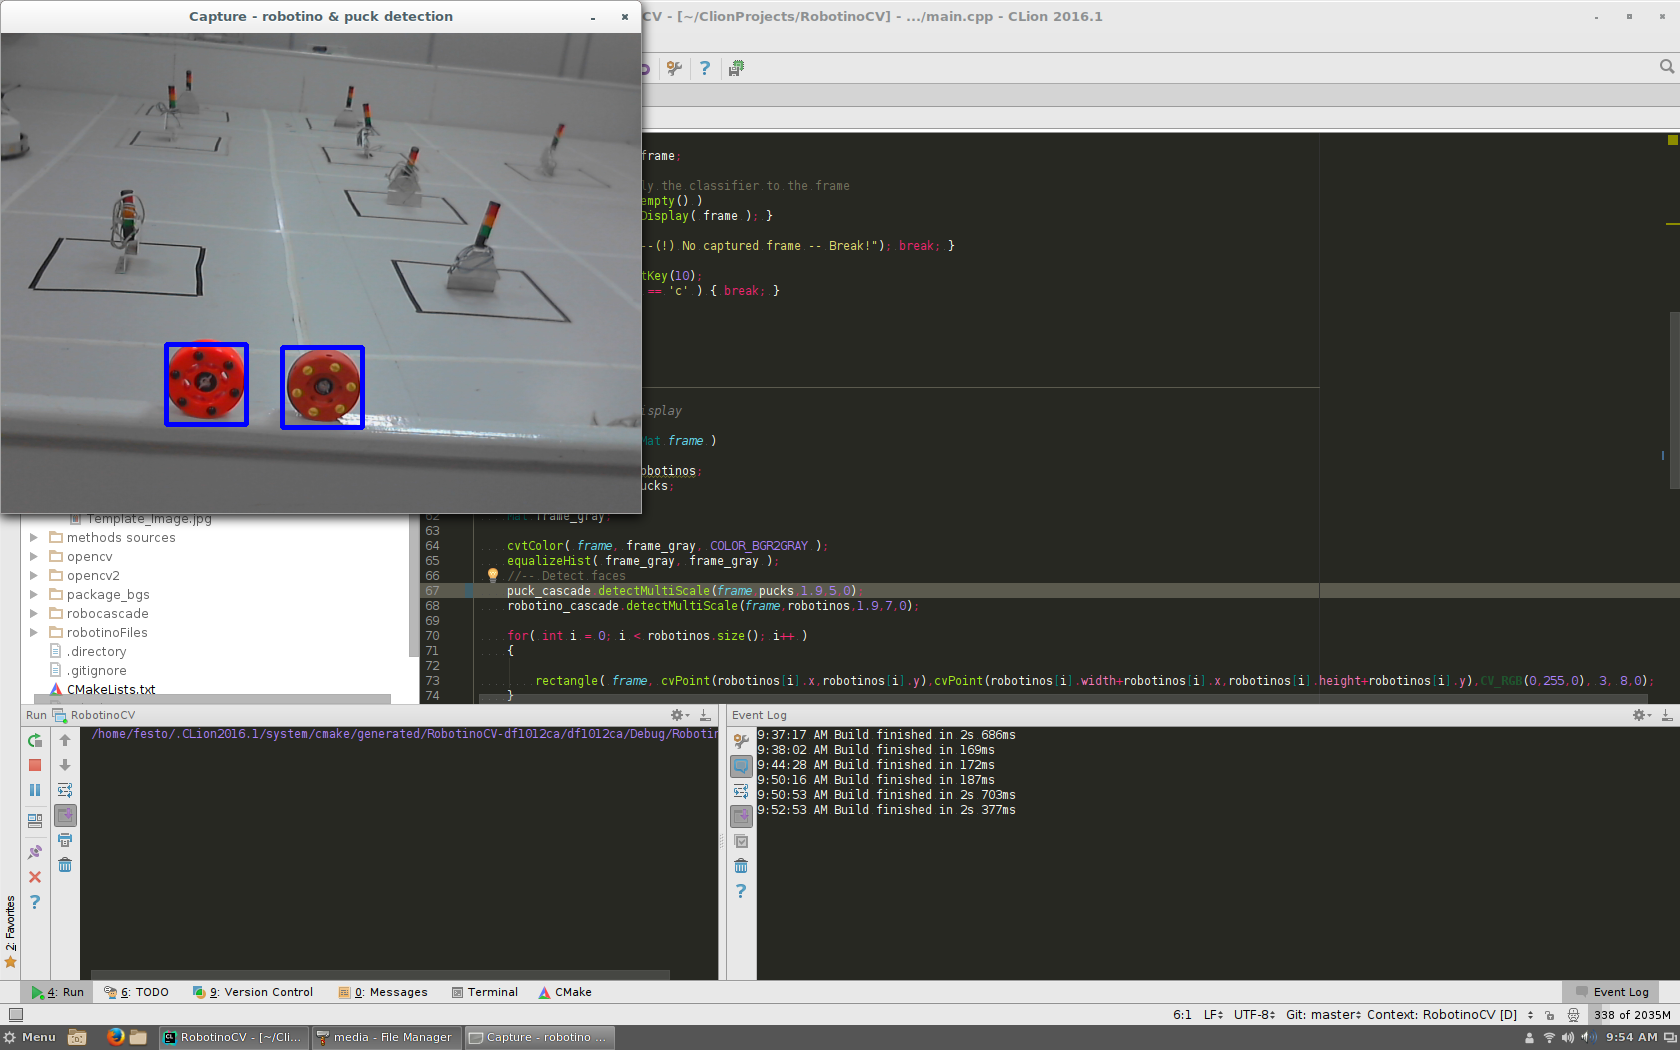 Capture - robotino & puck detection
CV - [~/ClionProjects/RobotinoCV] - .../main.cpp - CLion 2016.1
frame;
ly the classifier to the frame
empty() )
Display( frame ); }
--(!) No captured frame -- Break!"); break; }
tKey(10);
== 'c' ) { break; }
isplay
Mat frame )
obotinos;
ucks;
Template_Image.jpg
methods sources
opencv
opencv2
package_bgs
robocascade
robotinoFiles
.directory
.gitignore
CMakeLists.txt
62 Mat frame_gray;
63
64 cvtColor( frame, frame_gray, COLOR_BGR2GRAY );
65 equalizeHist( frame_gray, frame_gray );
66 //-- Detect faces
67 puck_cascade.detectMultiScale(frame,pucks,1.9,5,0);
68 robotino_cascade.detectMultiScale(frame,robotinos,1.9,7,0);
69
70 for( int i = 0; i < robotinos.size(); i++ )
71 {
72
73 rectangle( frame, cvPoint(robotinos[i].x,robotinos[i].y),cvPoint(robotinos[i].width+robotinos[i].x,robotinos[i].height+robotinos[i].y),CV_RGB(0,255,0), 3, 8,0);
74 }
Run RobotinoCV
/home/festo/.CLion2016.1/system/cmake/generated/RobotinoCV-df1012ca/df1012ca/Debug/Robotin
Event Log
9:37:17 AM Build finished in 2s 686ms
9:38:02 AM Build finished in 169ms
9:44:28 AM Build finished in 172ms
9:50:16 AM Build finished in 187ms
9:50:53 AM Build finished in 2s 703ms
9:52:53 AM Build finished in 2s 377ms
2: Favorites
4: Run 6: TODO 9: Version Control 0: Messages Terminal CMake Event Log
6:1 LF UTF-8 Git: master Context: RobotinoCV [D] 338 of 2035M
Menu RobotinoCV - [~/Cli... media - File Manager Capture - robotino ... 9:54 AM